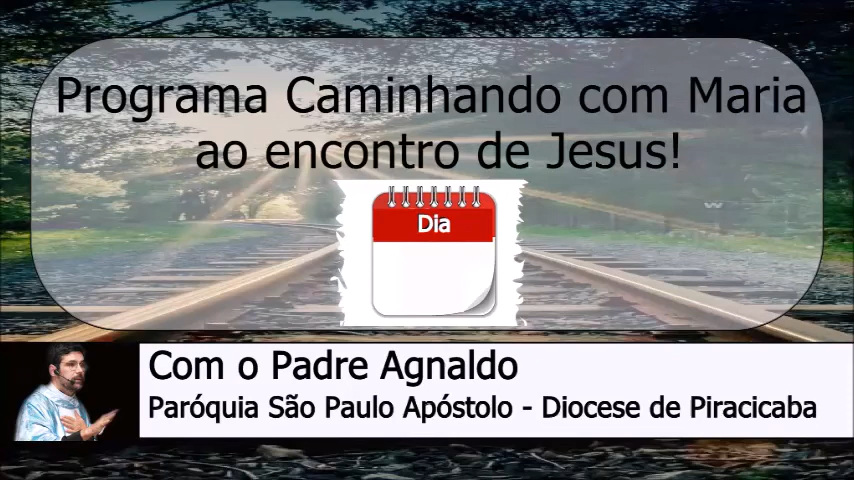 Programa Caminhando com Maria
ao encontro de Jesus!
Dia
Com o Padre Agnaldo
Paróquia São Paulo Apóstolo - Diocese de Piracicaba